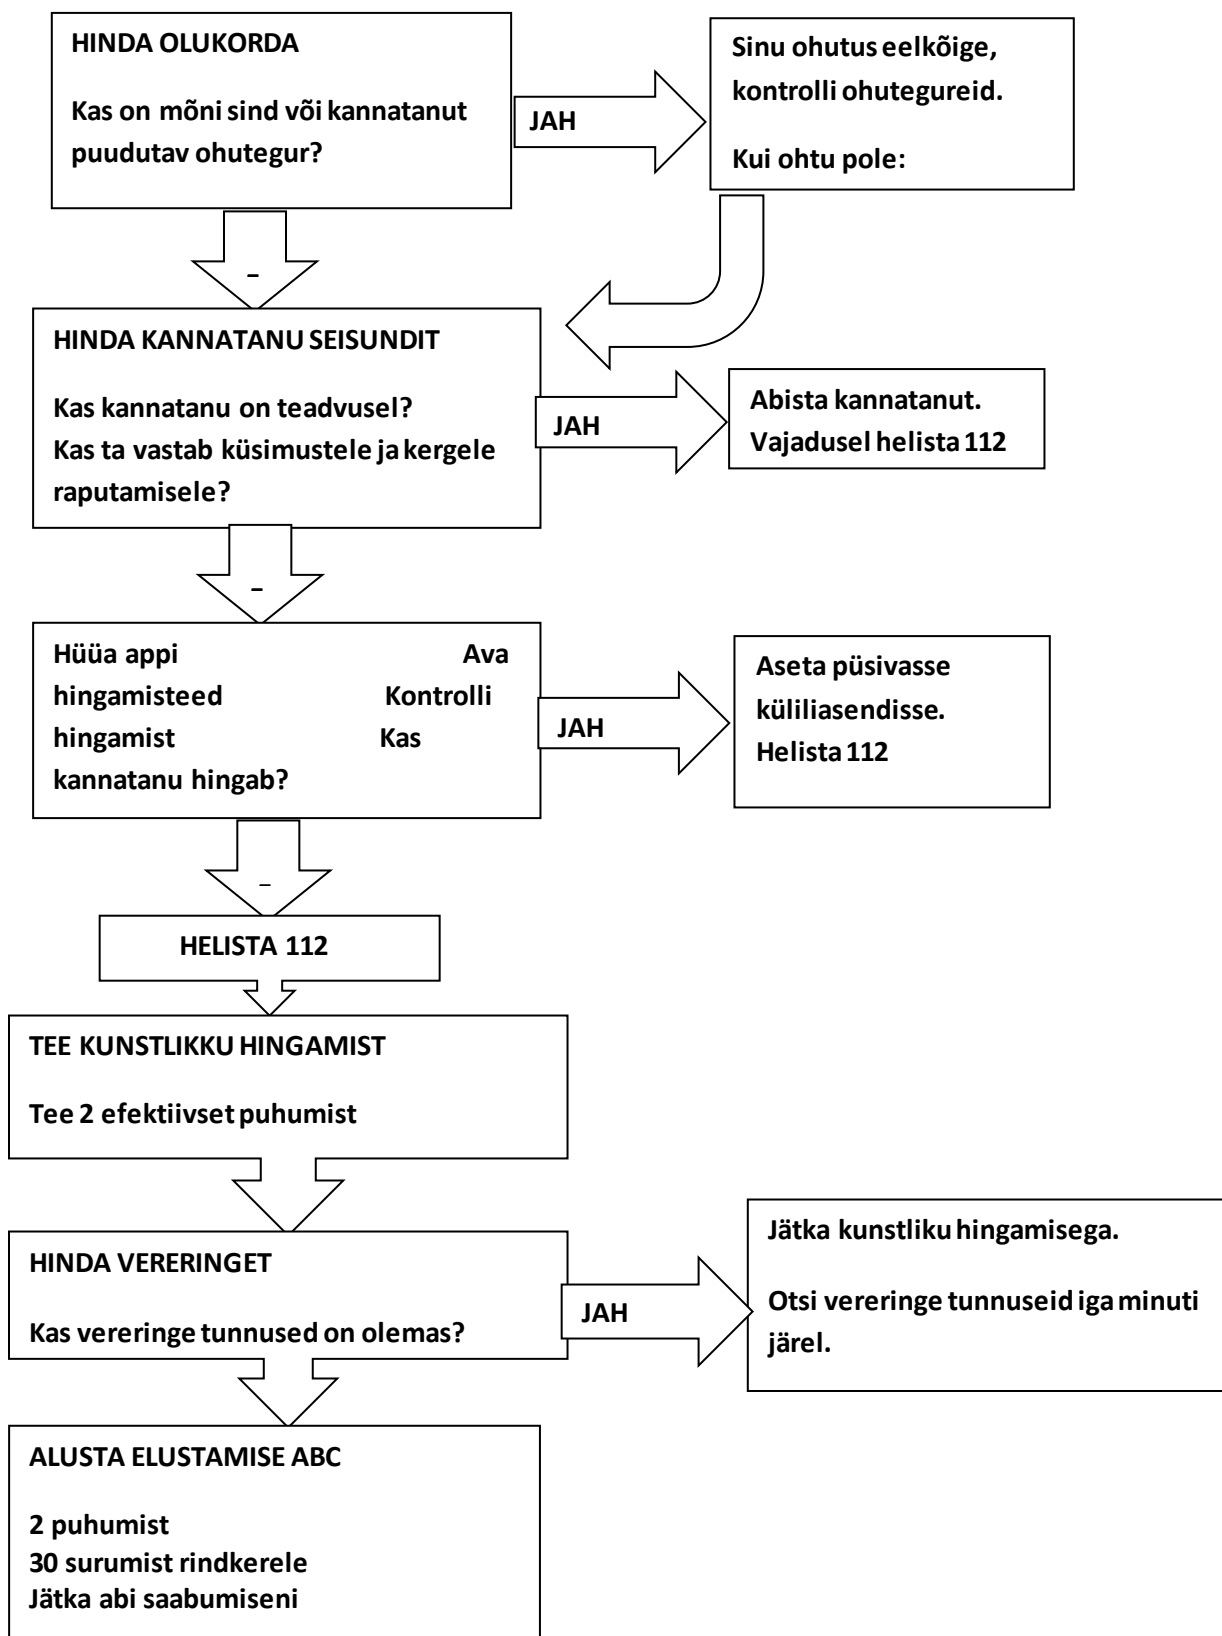 HINDA OLUKORDA
Kas on mõni sind või kannatanut
puudutav ohutegur?
JAH
Sinu ohutus eelkõige,
kontrolli ohutegureid.
Kui ohtu pole:
–
HINDA KANNATANU SEISUNDIT
Kas kannatanu on teadvusel?
Kas ta vastab küsimustele ja kergele
raputamisele?
JAH
Abista kannatanut.
Vajadusel helista 112
–
Hüüa appi Ava
hingamisteed Kontrolli
hingamist Kas
kannatanu hingab?
JAH
Aseta püsivasse
küliliasendisse.
Helista 112
–
HELISTA 112
TEE KUNSTLIKKU HINGAMIST
Tee 2 efektiivset puhumist
HINDA VERERINGET
Kas vereringe tunnused on olemas?
JAH
Jätka kunstliku hingamisega.
Otsi vereringe tunnuseid iga minuti
järel.
ALUSTA ELUSTAMISE ABC
2 puhumist
30 surumist rindkerele
Jätka abi saabumiseni